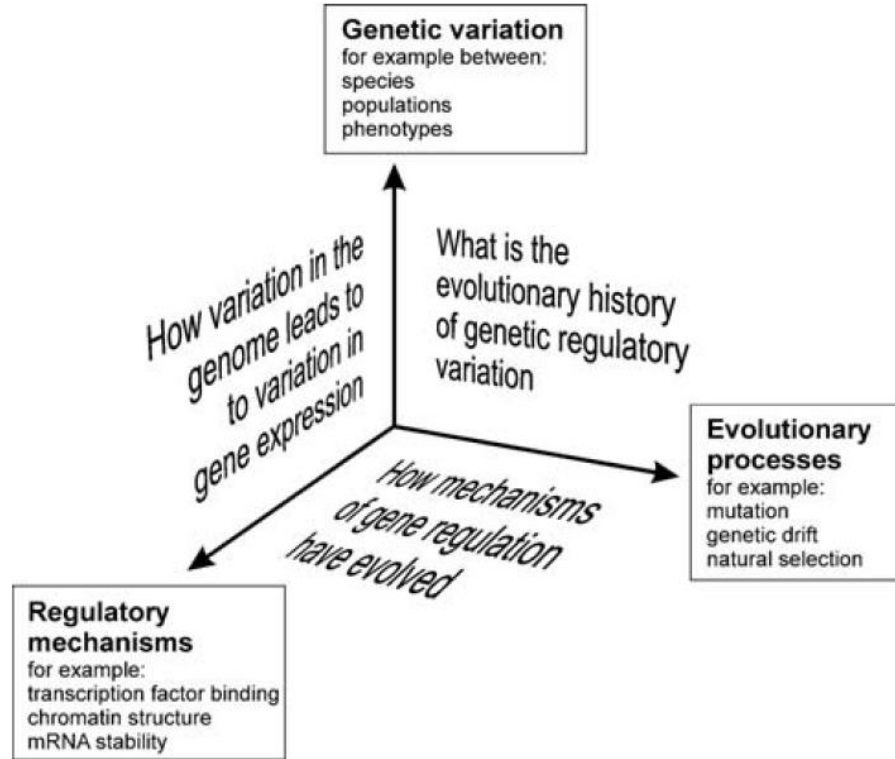 Genetic variation
for example between:
species
populations
phenotypes
How variation in the
genome leads to
to variation in
gene expression
What is the
evolutionary history
of genetic regulatory
variation
Evolutionary
processes
for example:
mutation
genetic drift
natural selection
How mechanisms
of gene regulation
have evolved
Regulatory
mechanisms
for example:
transcription factor binding
chromatin structure
mRNA stability